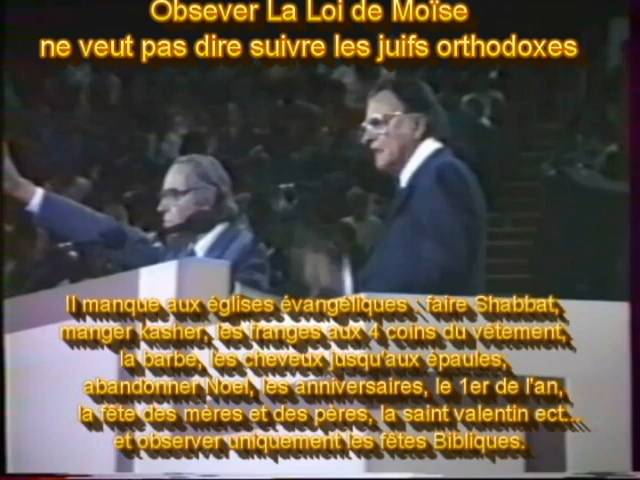 Obsever La Loi de Moïse
ne veut pas dire suivre les juifs orthodoxes
Il manque aux églises évangéliques : faire Shabbat,
manger kasher, les franges aux 4 coins du vêtement,
la barbe, les cheveux jusqu'aux épaules,
abandonner Noel, les anniversaires, le 1er de l'an,
la fête des mères et des pères, la saint valentin ect...
et observer uniquement les fêtes Bibliques.